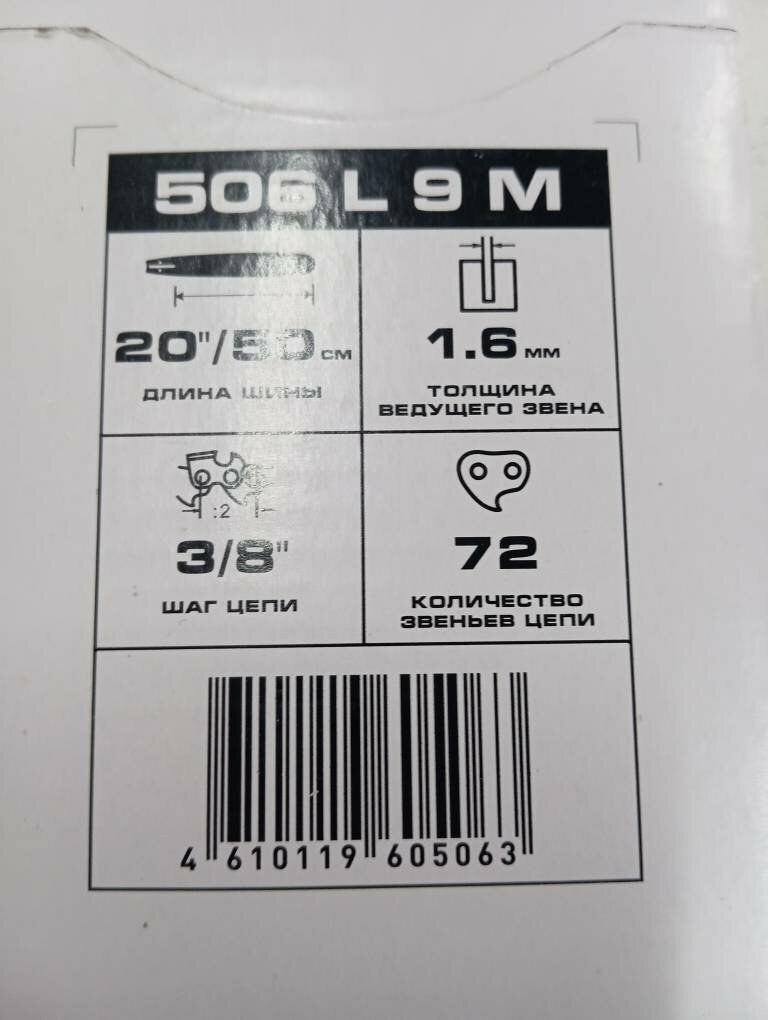 506 L 9 M
20"/50 см
ДЛИНА ШИНЫ
1.6 мм
ТОЛЩИНА
ВЕДУЩЕГО ЗВЕНА
:2
3/8"
ШАГ ЦЕПИ
72
КОЛИЧЕСТВО
ЗВЕНЬЕВ ЦЕПИ
4 610119 605063